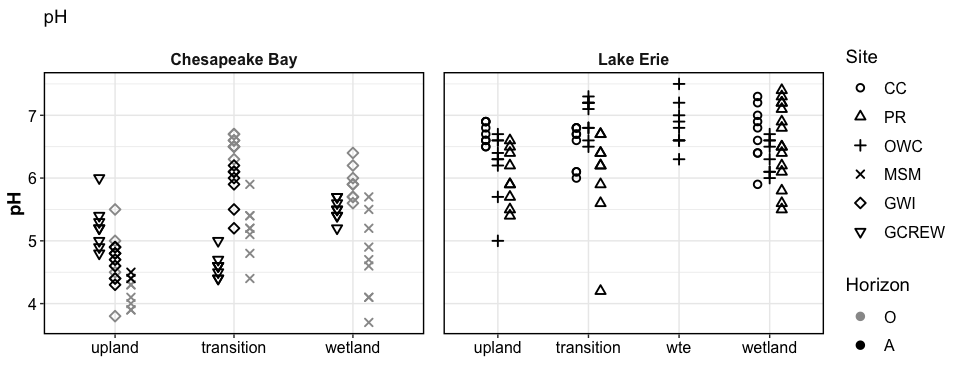 pH
Chesapeake Bay
Lake Erie
pH
7
6
5
4
upland transition wetland
upland transition wte wetland
Site
CC
PR
OWC
MSM
GWI
GCREW
Horizon
O
A